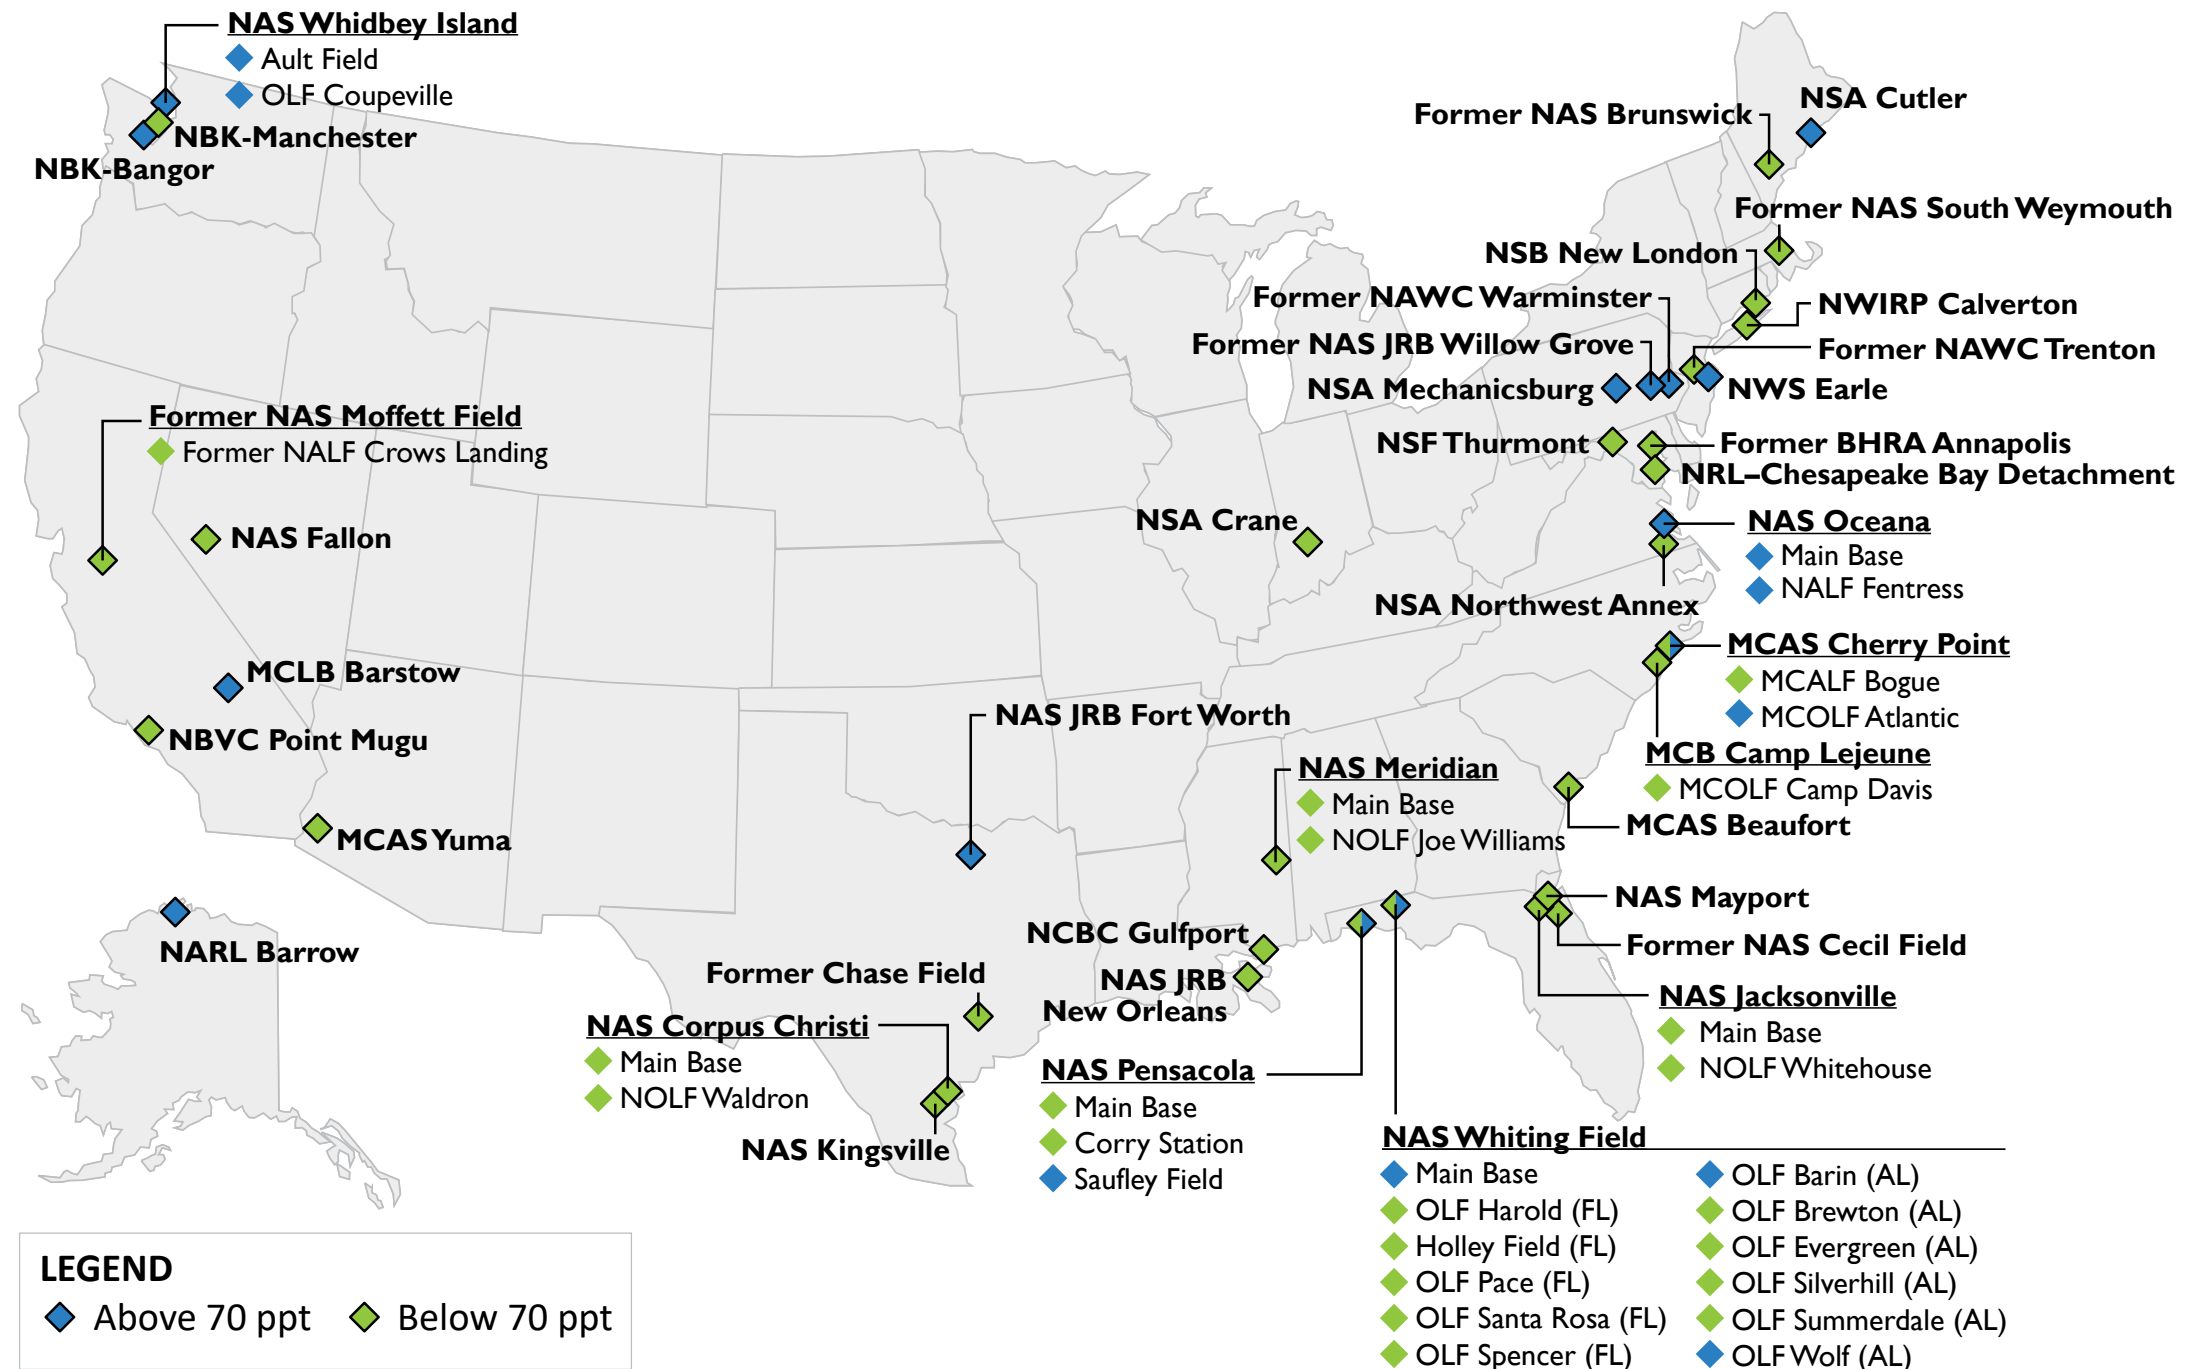 NAS Whidbey Island
Ault Field
OLF Coupeville
NBK-Manchester
NBK-Bangor
Former NAS Moffett Field
Former NALF Crows Landing
NAS Fallon
MCLB Barstow
NBVC Point Mugu
MCAS Yuma
NARL Barrow
NSA Cutler
Former NAS Brunswick
Former NAS South Weymouth
NSB New London
Former NAWC Warminster
NWIRP Calverton
Former NAS JRB Willow Grove
Former NAWC Trenton
NSA Mechanicsburg
NWS Earle
NSF Thurmont
Former BHRA Annapolis
NRL–Chesapeake Bay Detachment
NSA Crane
NAS Oceana
Main Base
NALF Fentress
NSA Northwest Annex
MCAS Cherry Point
MCALF Bogue
MCOLF Atlantic
MCB Camp Lejeune
MCOLF Camp Davis
MCAS Beaufort
NAS JRB Fort Worth
NAS Meridian
Main Base
NOLF Joe Williams
NAS Mayport
Former NAS Cecil Field
NAS Jacksonville
Main Base
NOLF Whitehouse
NCBC Gulfport
NAS JRB
New Orleans
Former Chase Field
NAS Corpus Christi
Main Base
NOLF Waldron
NAS Kingsville
NAS Pensacola
Main Base
Corry Station
Saufley Field
NAS Whiting Field
Main Base
OLF Harold (FL)
Holley Field (FL)
OLF Pace (FL)
OLF Santa Rosa (FL)
OLF Spencer (FL)
OLF Barin (AL)
OLF Brewton (AL)
OLF Evergreen (AL)
OLF Silverhill (AL)
OLF Summerdale (AL)
OLF Wolf (AL)
LEGEND
Above 70 ppt
Below 70 ppt